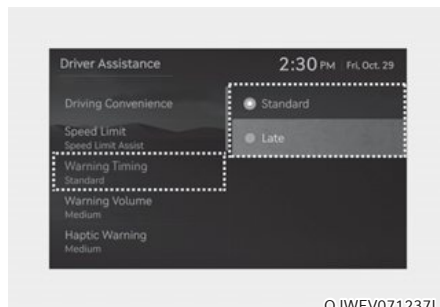 Driver Assistance
2:30 PM Fri, Oct. 29
Driving Convenience
Standard
Speed Limit
Speed Limit Assist
Late
Warning Timing
Standard
Warning Volume
Medium
Haptic Warning
Medium